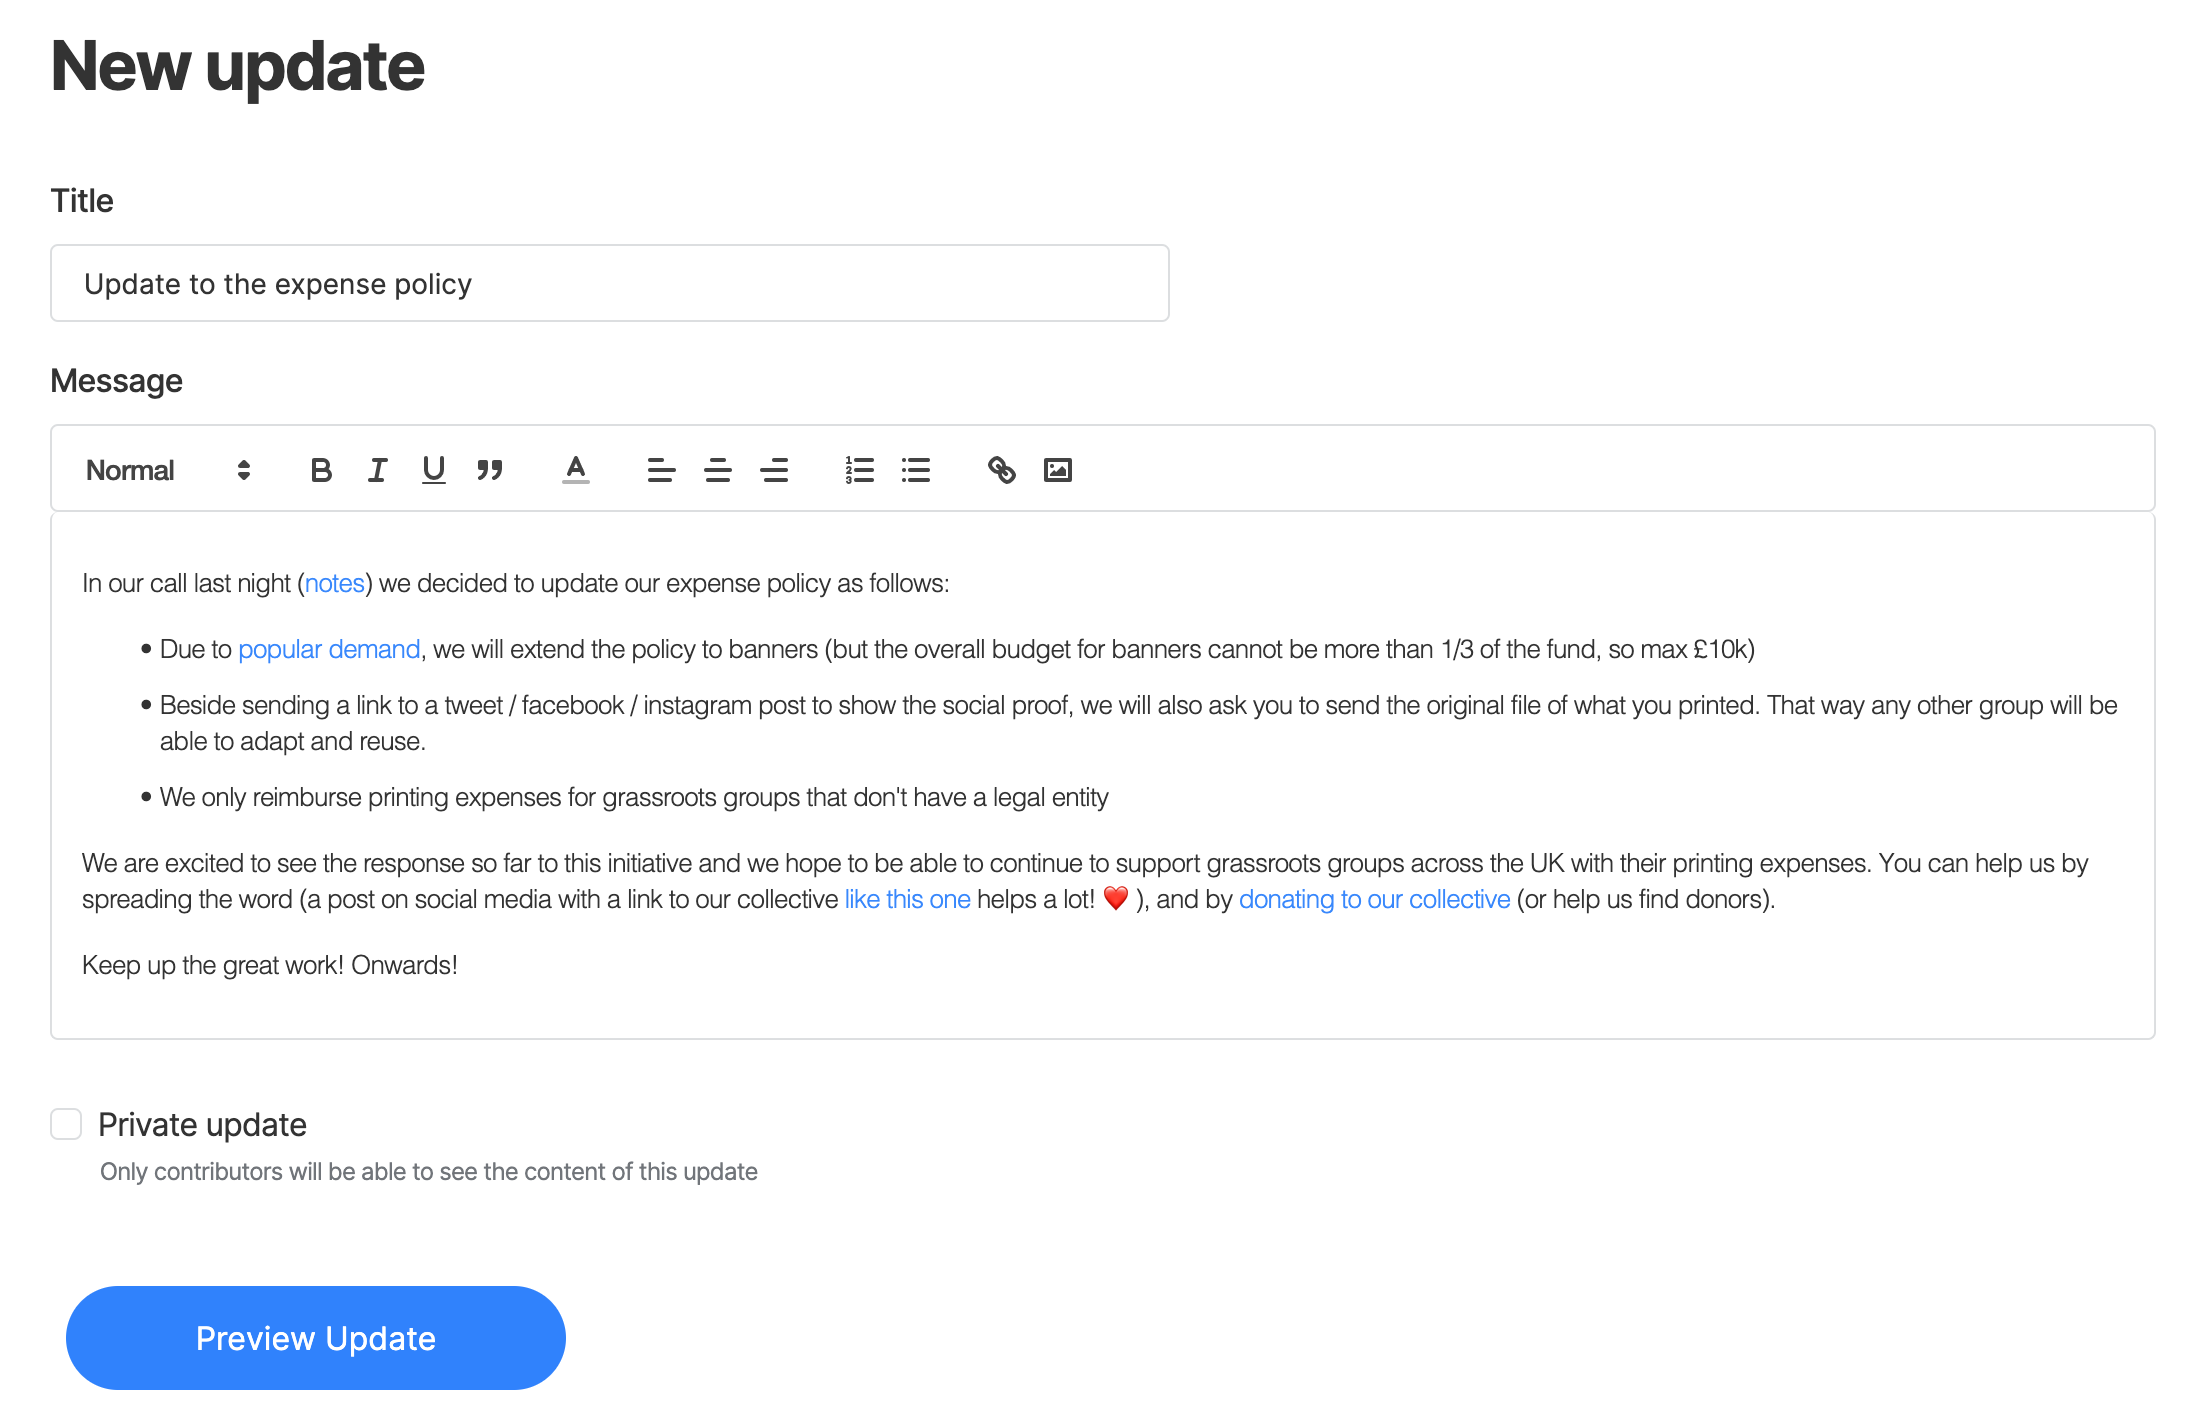 New update
Title
Update to the expense policy
Message
Normal
In our call last night (notes) we decided to update our expense policy as follows:
• Due to popular demand, we will extend the policy to banners (but the overall budget for banners cannot be more than 1/3 of the fund, so max £10k)
• Beside sending a link to a tweet / facebook / instagram post to show the social proof, we will also ask you to send the original file of what you printed. That way any other group will be
able to adapt and reuse.
• We only reimburse printing expenses for grassroots groups that don't have a legal entity
We are excited to see the response so far to this initiative and we hope to be able to continue to support grassroots groups across the UK with their printing expenses. You can help us by
spreading the word (a post on social media with a link to our collective like this one helps a lot! ❤️ ), and by donating to our collective (or help us find donors).
Keep up the great work! Onwards!
Private update
Only contributors will be able to see the content of this update
Preview Update